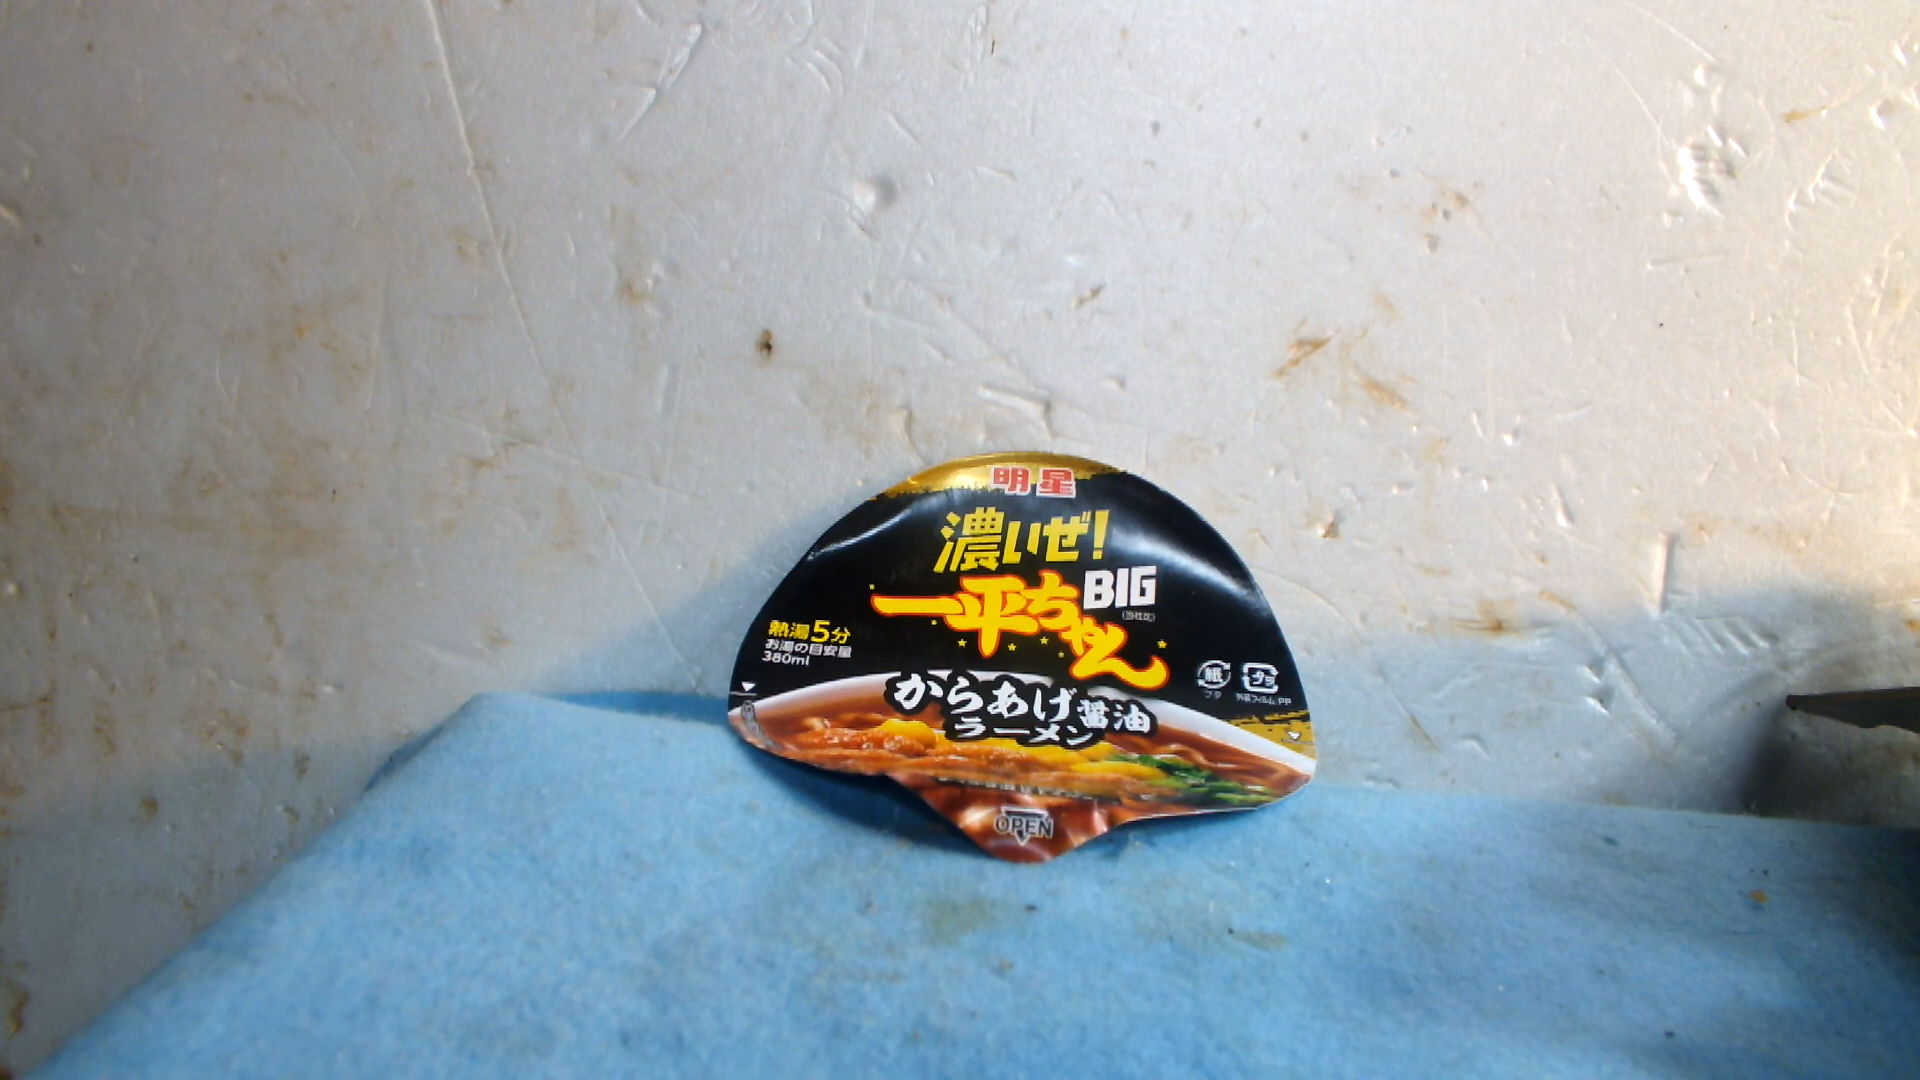 明星
濃いぜ!
一平ちゃん BIG
(当社比)
熱湯5分
お湯の目安量
380ml
からあげ醤油
ラーメン
紙
フタ
プラ
外装フィルム:PP
OPEN